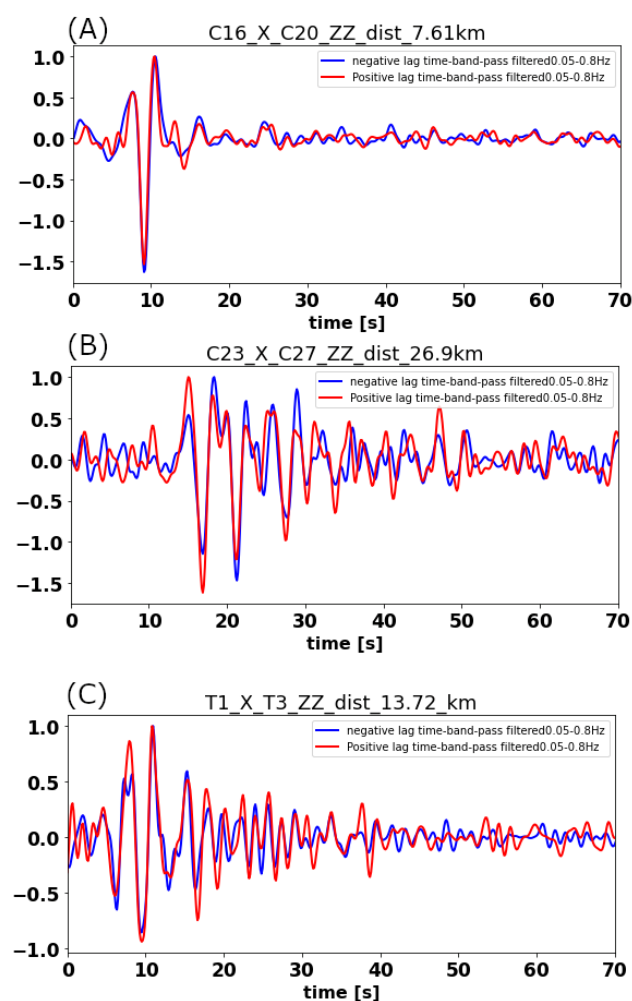 (A)
C16_X_C20_ZZ_dist_7.61km
negative lag time-band-pass filtered0.05-0.8Hz
Positive lag time-band-pass filtered0.05-0.8Hz
1.0
0.5
0.0
−0.5
−1.0
−1.5
0 10 20 30 40 50 60 70
time [s]
(B)
C23_X_C27_ZZ_dist_26.9km
negative lag time-band-pass filtered0.05-0.8Hz
Positive lag time-band-pass filtered0.05-0.8Hz
1.0
0.5
0.0
−0.5
−1.0
−1.5
0 10 20 30 40 50 60 70
time [s]
(C)
T1_X_T3_ZZ_dist_13.72_km
negative lag time-band-pass filtered0.05-0.8Hz
Positive lag time-band-pass filtered0.05-0.8Hz
1.0
0.5
0.0
−0.5
−1.0
0 10 20 30 40 50 60 70
time [s]